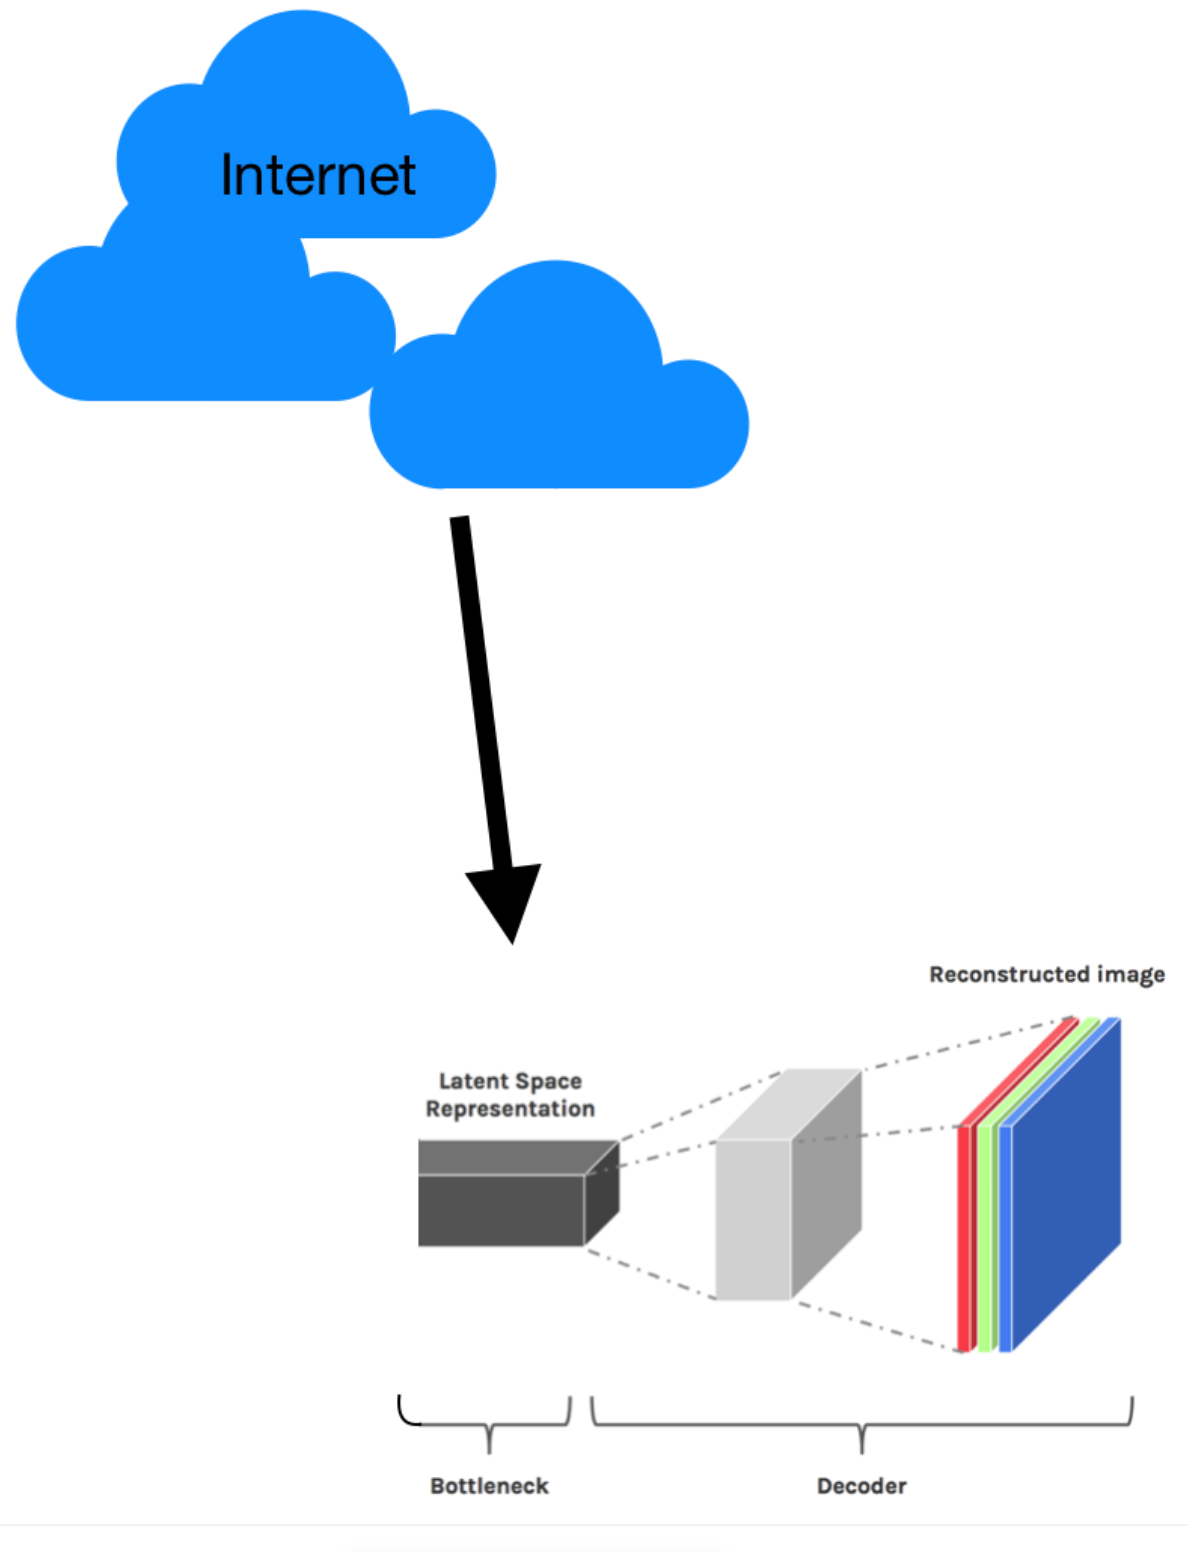 Internet
Reconstructed image
Latent Space
Representation
Bottleneck
Decoder